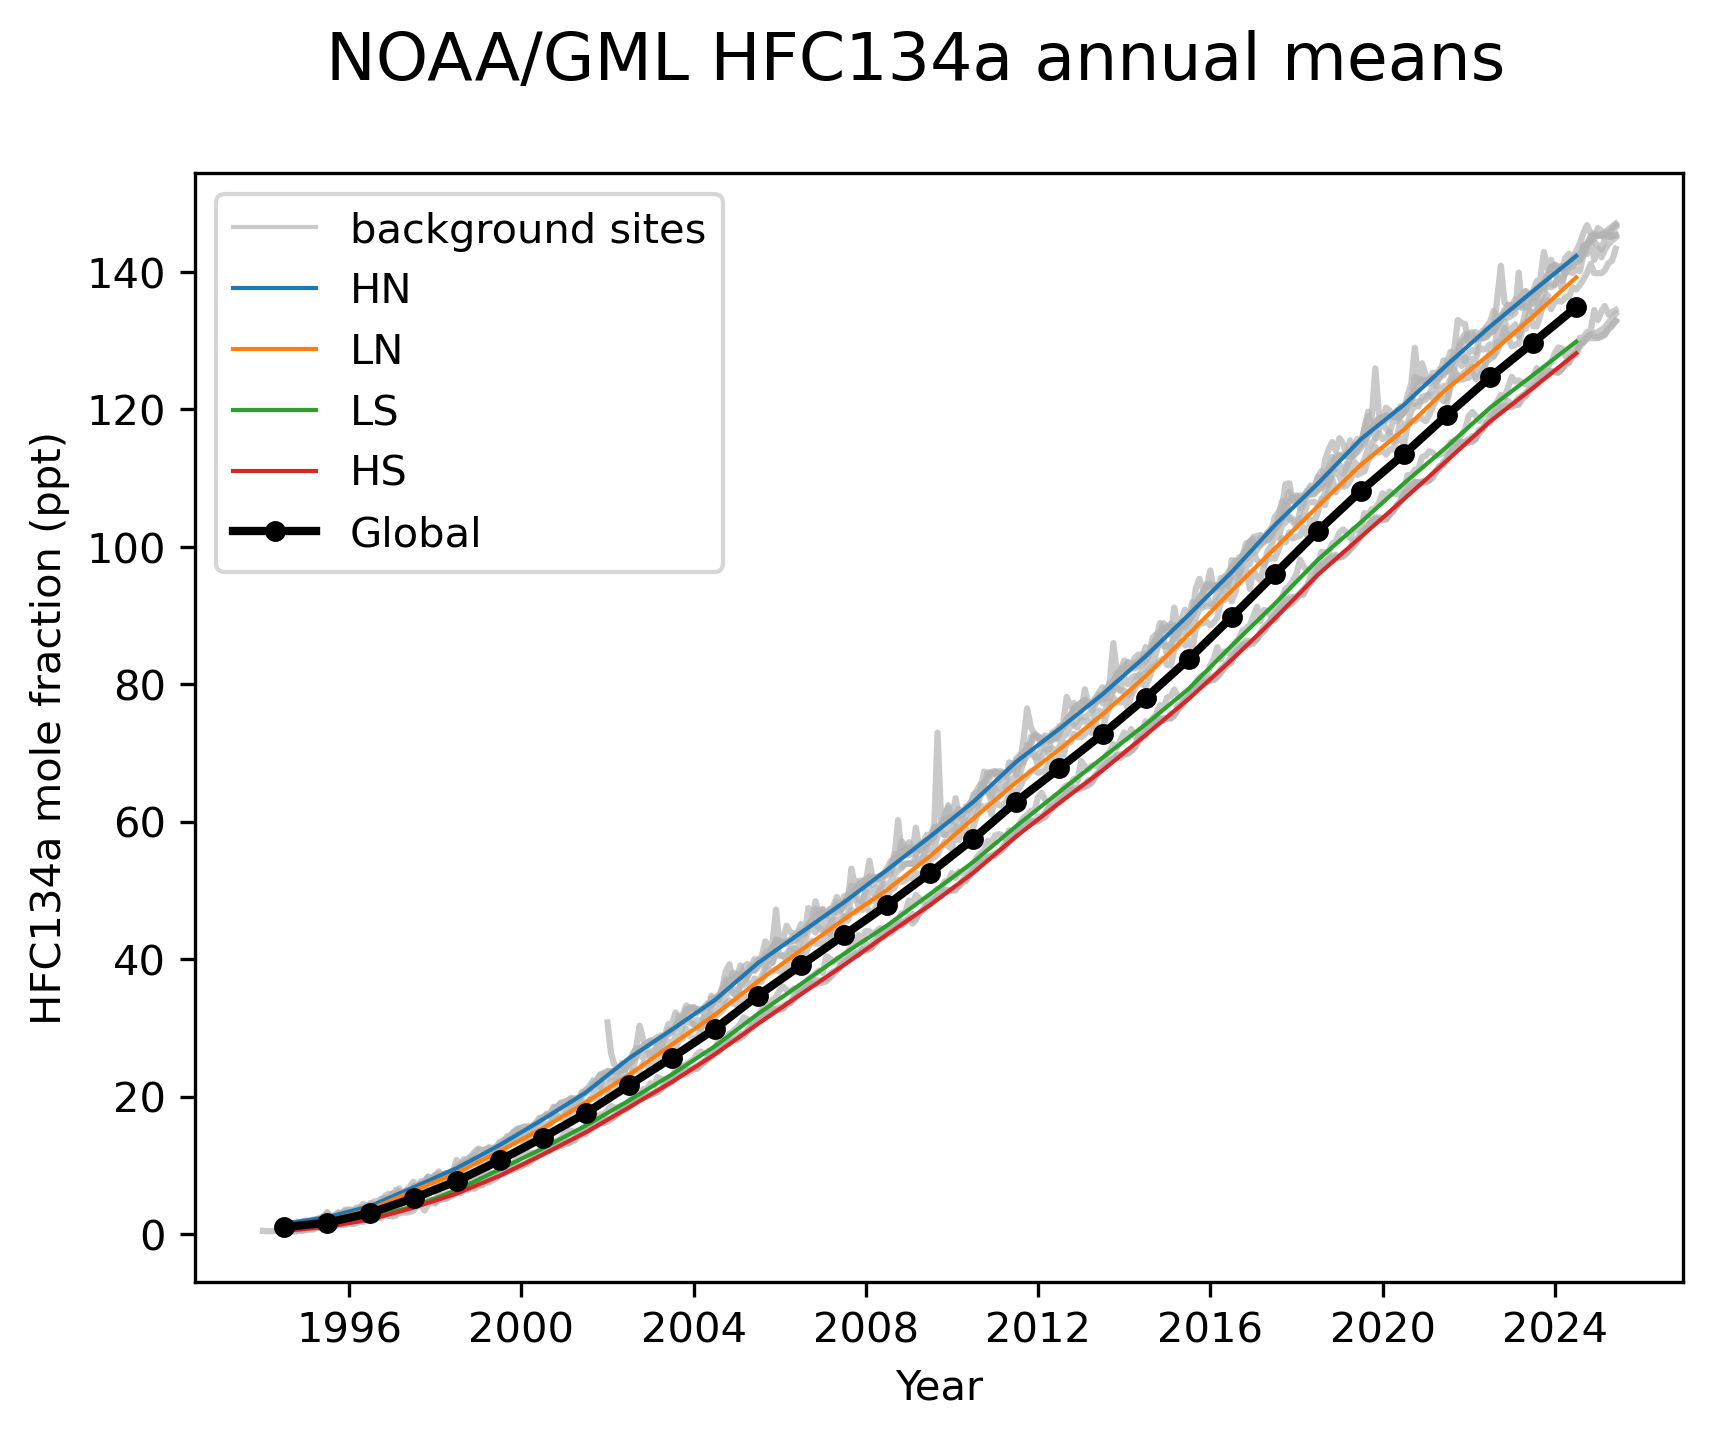 NOAA/GML HFC134a annual means
background sites
HN
LN
LS
HS
Global
HFC134a mole fraction (ppt)
140
120
100
80
60
40
20
0
1996 2000 2004 2008 2012 2016 2020 2024
Year